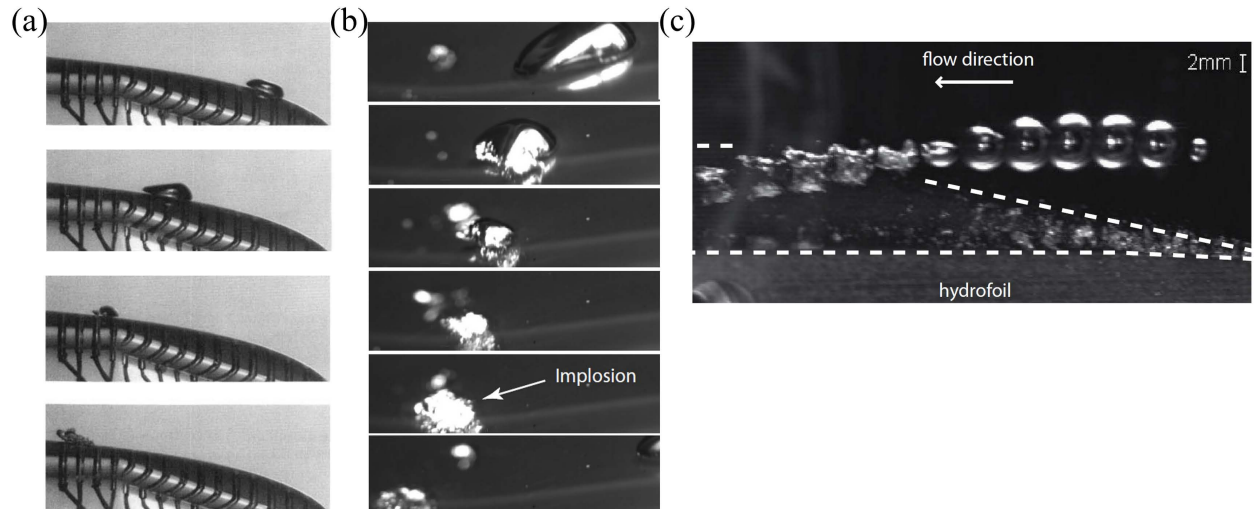 (a)
(b)
(c)
flow direction
2mm
Implosion
hydrofoil